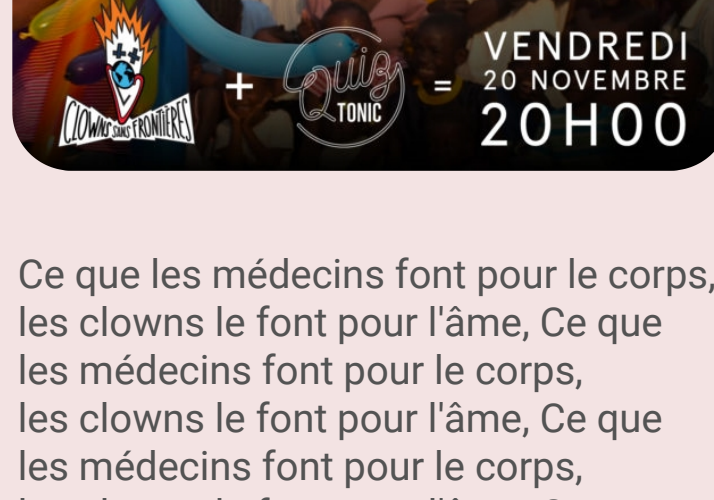 CLOWNS SANS FRONTIÈRES
+
Quiz
TONIC
=
VENDREDI
20 NOVEMBRE
20H00
Ce que les médecins font pour le corps,
les clowns le font pour l'âme, Ce que
les médecins font pour le corps,
les clowns le font pour l'âme, Ce que
les médecins font pour le corps,